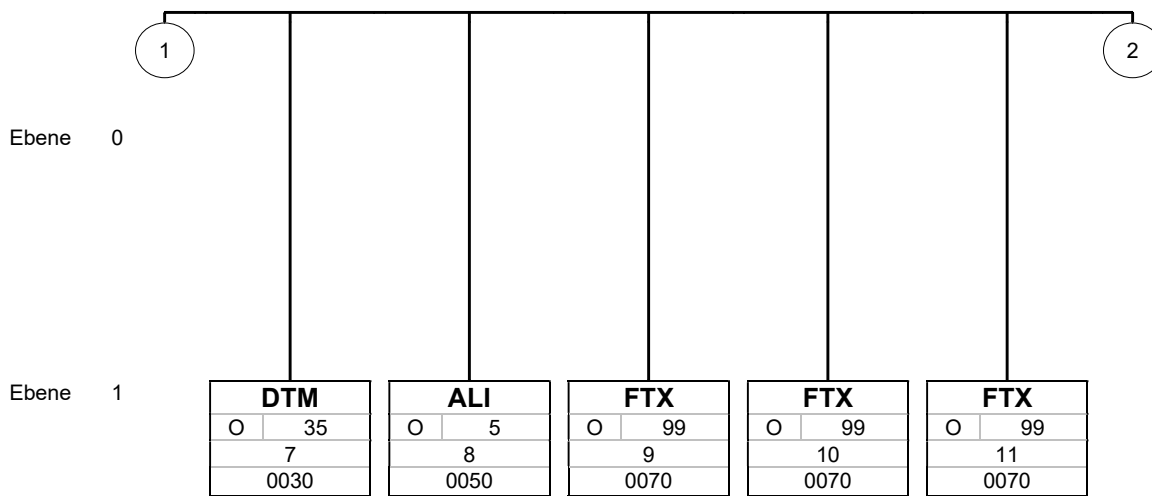 1 2
Ebene 0
Ebene 1
DTM ALI FTX FTX FTX
O 35 O 5 O 99 O 99 O 99
7 8 9 10 11
0030 0050 0070 0070 0070